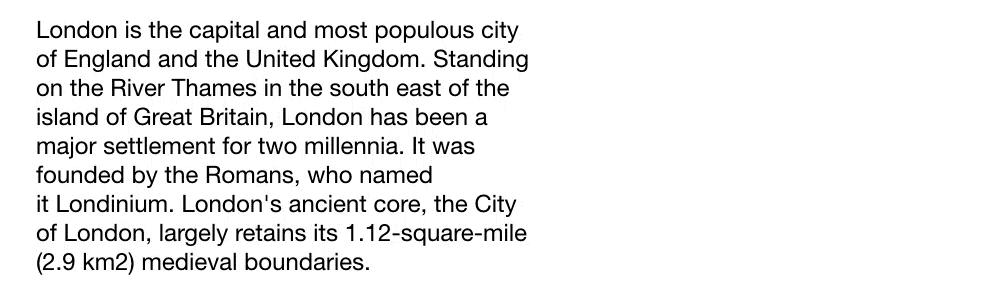 London is the capital and most populous city
of England and the United Kingdom. Standing
on the River Thames in the south east of the
island of Great Britain, London has been a
major settlement for two millennia. It was
founded by the Romans, who named
it Londinium. London's ancient core, the City
of London, largely retains its 1.12-square-mile
(2.9 km2) medieval boundaries.